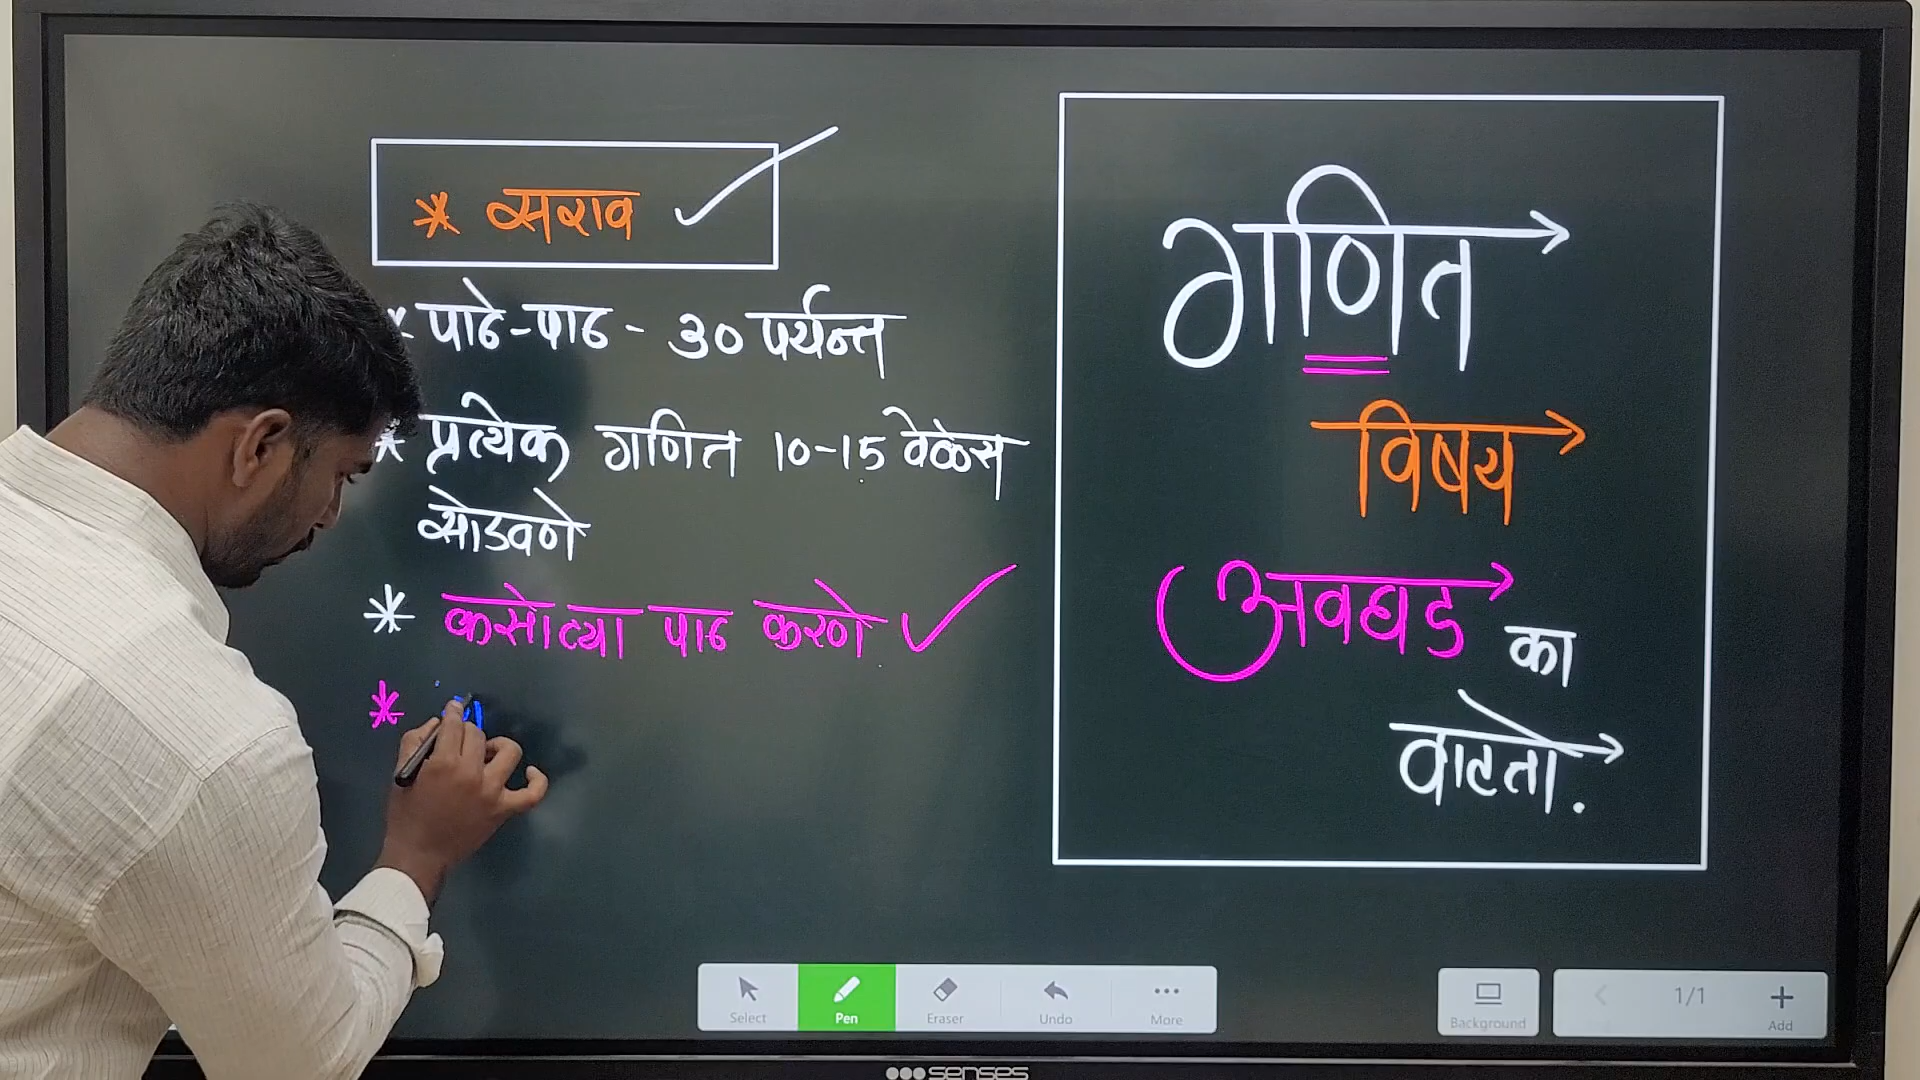 * सराव
* पाढे-पाठ - 30 पर्यन्त
* प्रत्येक गणित 10-15 वेळेस
सोडवणे
* कसोट्या पाठ करणे
*
गणित
विषय
अवघड का
वाटतो.
Select Pen Eraser Undo More
Background 1/1 Add
senses